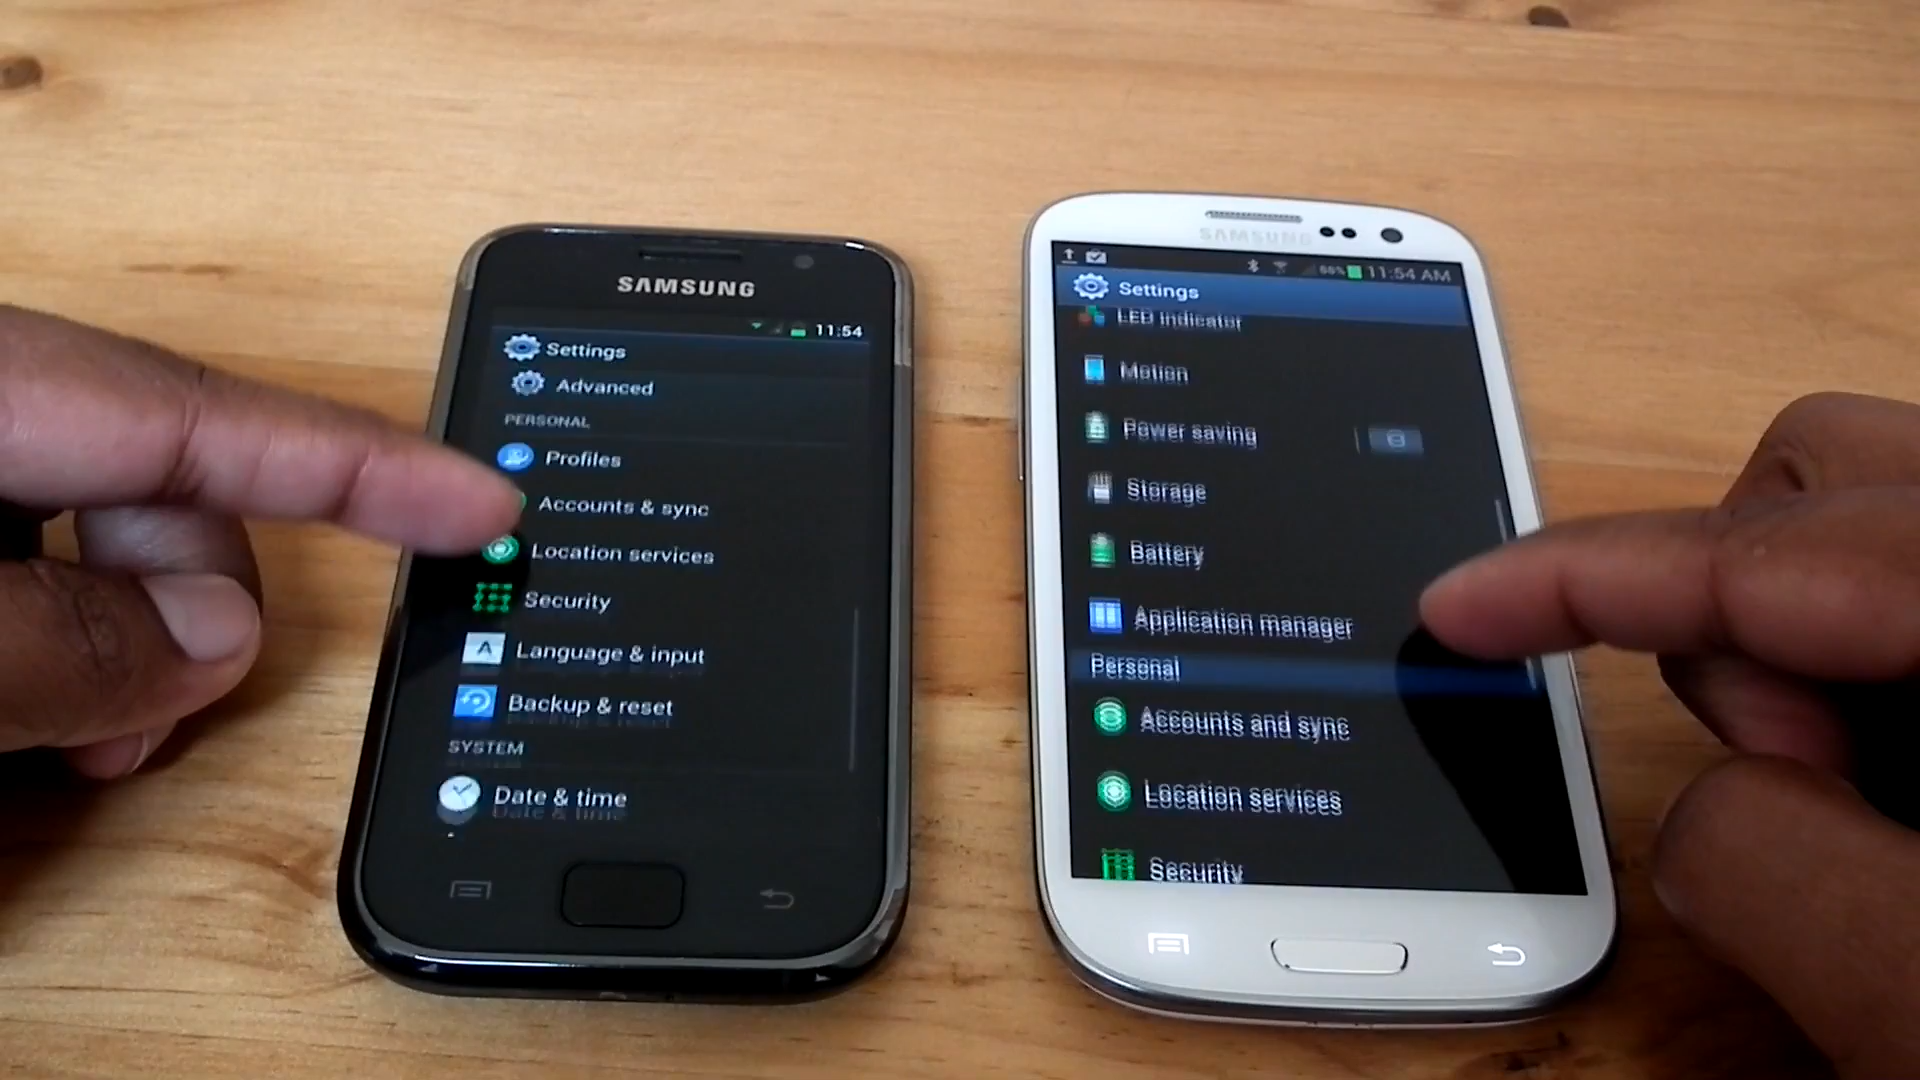 SAMSUNG
11:54
Settings
Advanced
PERSONAL
Profiles
Accounts & sync
Location services
Security
Language & input
Backup & reset
SYSTEM
Date & time
SAMSUNG
11:54 AM
Settings
LED indicator
Motion
Power saving
Storage
Battery
Application manager
Personal
Accounts and sync
Location services
Security